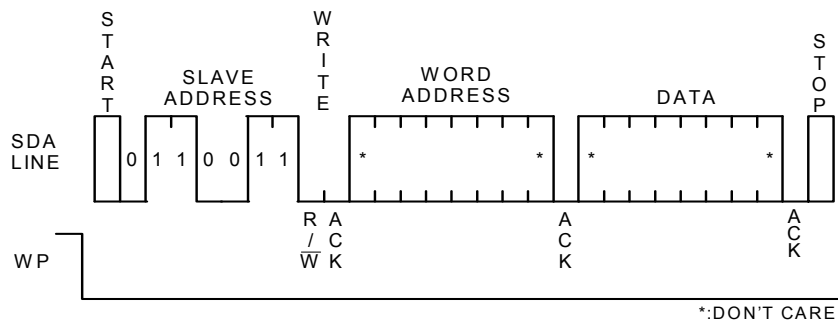 START
WRITE
STOP
SLAVE
ADDRESS
WORD
ADDRESS
DATA
SDA
LINE
0 1 1 0 0 1 1
* * * *
R/W
ACK
ACK
ACK
WP
*:DON'T CARE